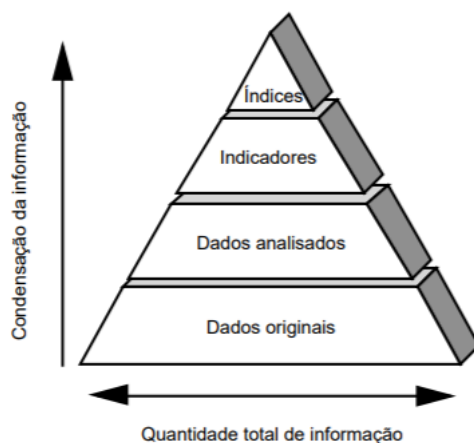 Índices
Indicadores
Dados analisados
Dados originais
Condensação da informação
Quantidade total de informação